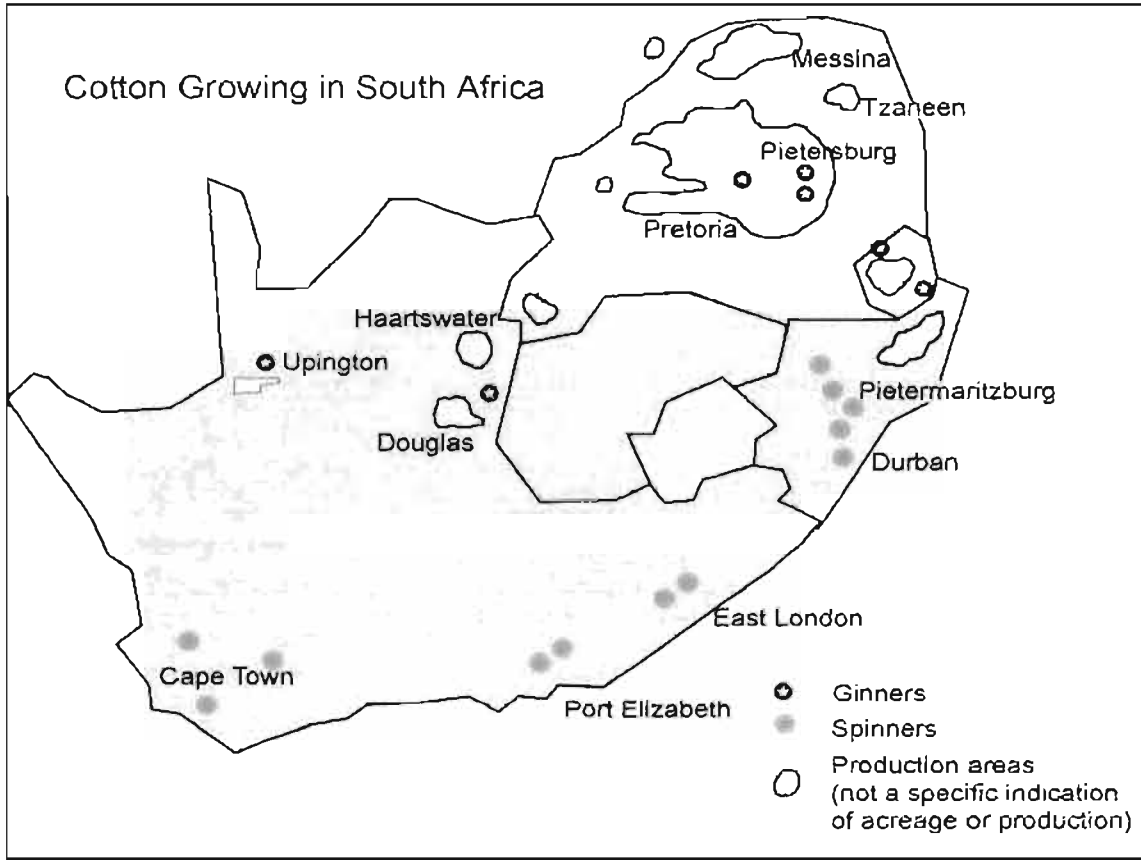 Cotton Growing in South Africa
Messina
Tzaneen
Pietersburg
Pretoria
Haartswater
Upington
Douglas
Pietermaritzburg
Durban
East London
Cape Town
Port Elizabeth
Ginners
Spinners
Production areas
(not a specific indication
of acreage or production)